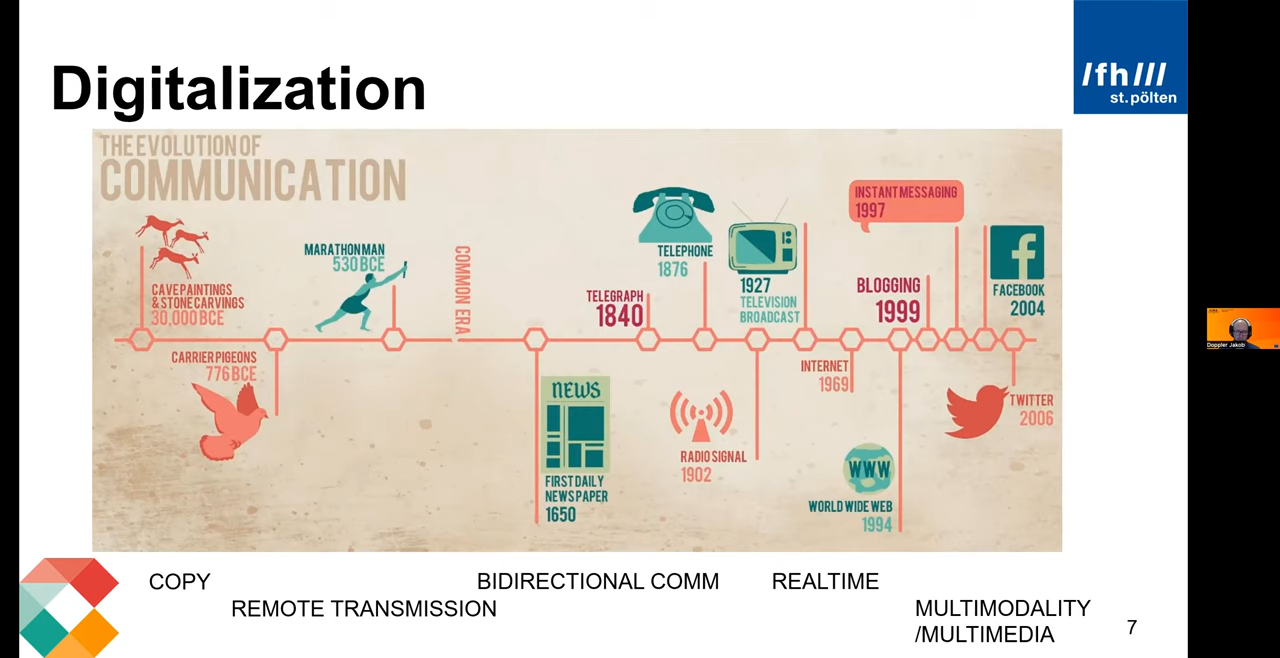 Digitalization
/fh///
st.pölten
THE EVOLUTION OF
COMMUNICATION
CAVE PAINTINGS
& STONE CARVINGS
30,000 BCE
CARRIER PIGEONS
776 BCE
MARATHON MAN
530 BCE
COMMON ERA
NEWS
FIRST DAILY
NEWS PAPER
1650
TELEGRAPH
1840
TELEPHONE
1876
RADIO SIGNAL
1902
1927
TELEVISION
BROADCAST
INTERNET
1969
WWW
WORLD WIDE WEB
1994
INSTANT MESSAGING
1997
BLOGGING
1999
FACEBOOK
2004
TWITTER
2006
Doppler Jakob
COPY
REMOTE TRANSMISSION
BIDIRECTIONAL COMM
REALTIME
MULTIMODALITY
/MULTIMEDIA
7